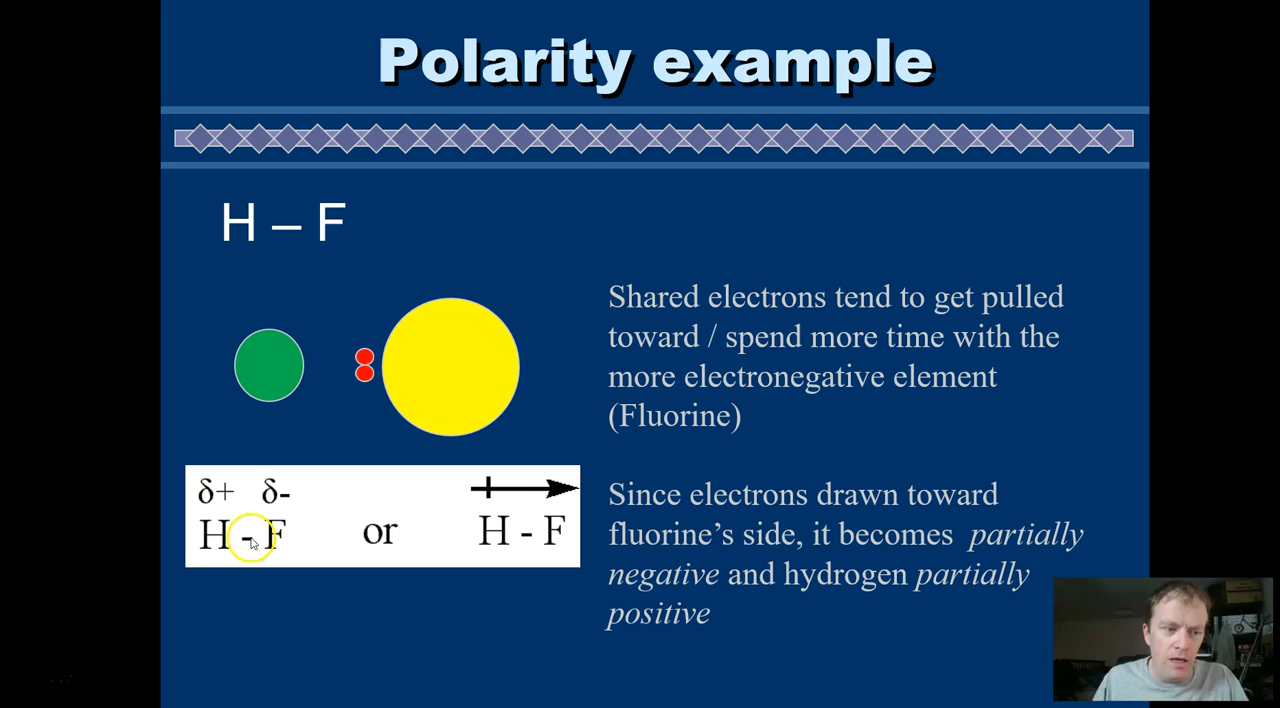 Polarity example
H – F
Shared electrons tend to get pulled
toward / spend more time with the
more electronegative element
(Fluorine)
δ+ δ-
H - F or H - F
Since electrons drawn toward
fluorine’s side, it becomes partially
negative and hydrogen partially
positive